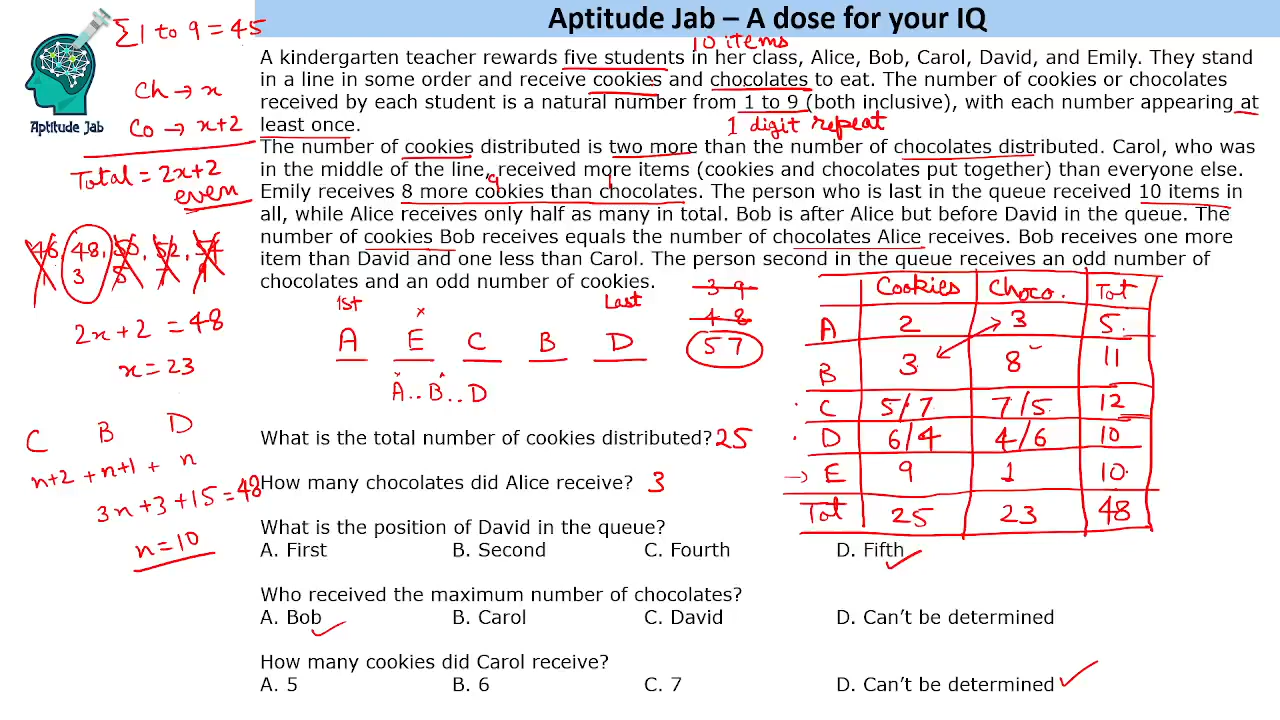 Aptitude Jab – A dose for your IQ
Σ1 to 9 = 45
Ch → x
Co → x+2
Total = 2x+2
even
46, 48, 50, 52, 54
1 3 5 7 9
2x+2 = 48
x = 23
C B D
n+2 + n+1 + n
3n+3+15 = 48
n = 10
Aptitude Jab
10 items
A kindergarten teacher rewards five students in her class, Alice, Bob, Carol, David, and Emily. They stand
in a line in some order and receive cookies and chocolates to eat. The number of cookies or chocolates
received by each student is a natural number from 1 to 9 (both inclusive), with each number appearing at
least once.
1 digit repeat
The number of cookies distributed is two more than the number of chocolates distributed. Carol, who was
in the middle of the line, received more items (cookies and chocolates put together) than everyone else.
9 1
Emily receives 8 more cookies than chocolates. The person who is last in the queue received 10 items in
all, while Alice receives only half as many in total. Bob is after Alice but before David in the queue. The
number of cookies Bob receives equals the number of chocolates Alice receives. Bob receives one more
item than David and one less than Carol. The person second in the queue receives an odd number of
chocolates and an odd number of cookies.
1st Last
A E C B D
A .. B .. D
3 9
4 8
5 7
Cookies Choco. Tot
A 2 3 5
B 3 8 11
C 5/7 7/5 12
D 6/4 4/6 10
→ E 9 1 10
Tot 25 23 48
What is the total number of cookies distributed? 25
How many chocolates did Alice receive? 3
What is the position of David in the queue?
A. First B. Second C. Fourth D. Fifth
Who received the maximum number of chocolates?
A. Bob B. Carol C. David D. Can't be determined
How many cookies did Carol receive?
A. 5 B. 6 C. 7 D. Can't be determined